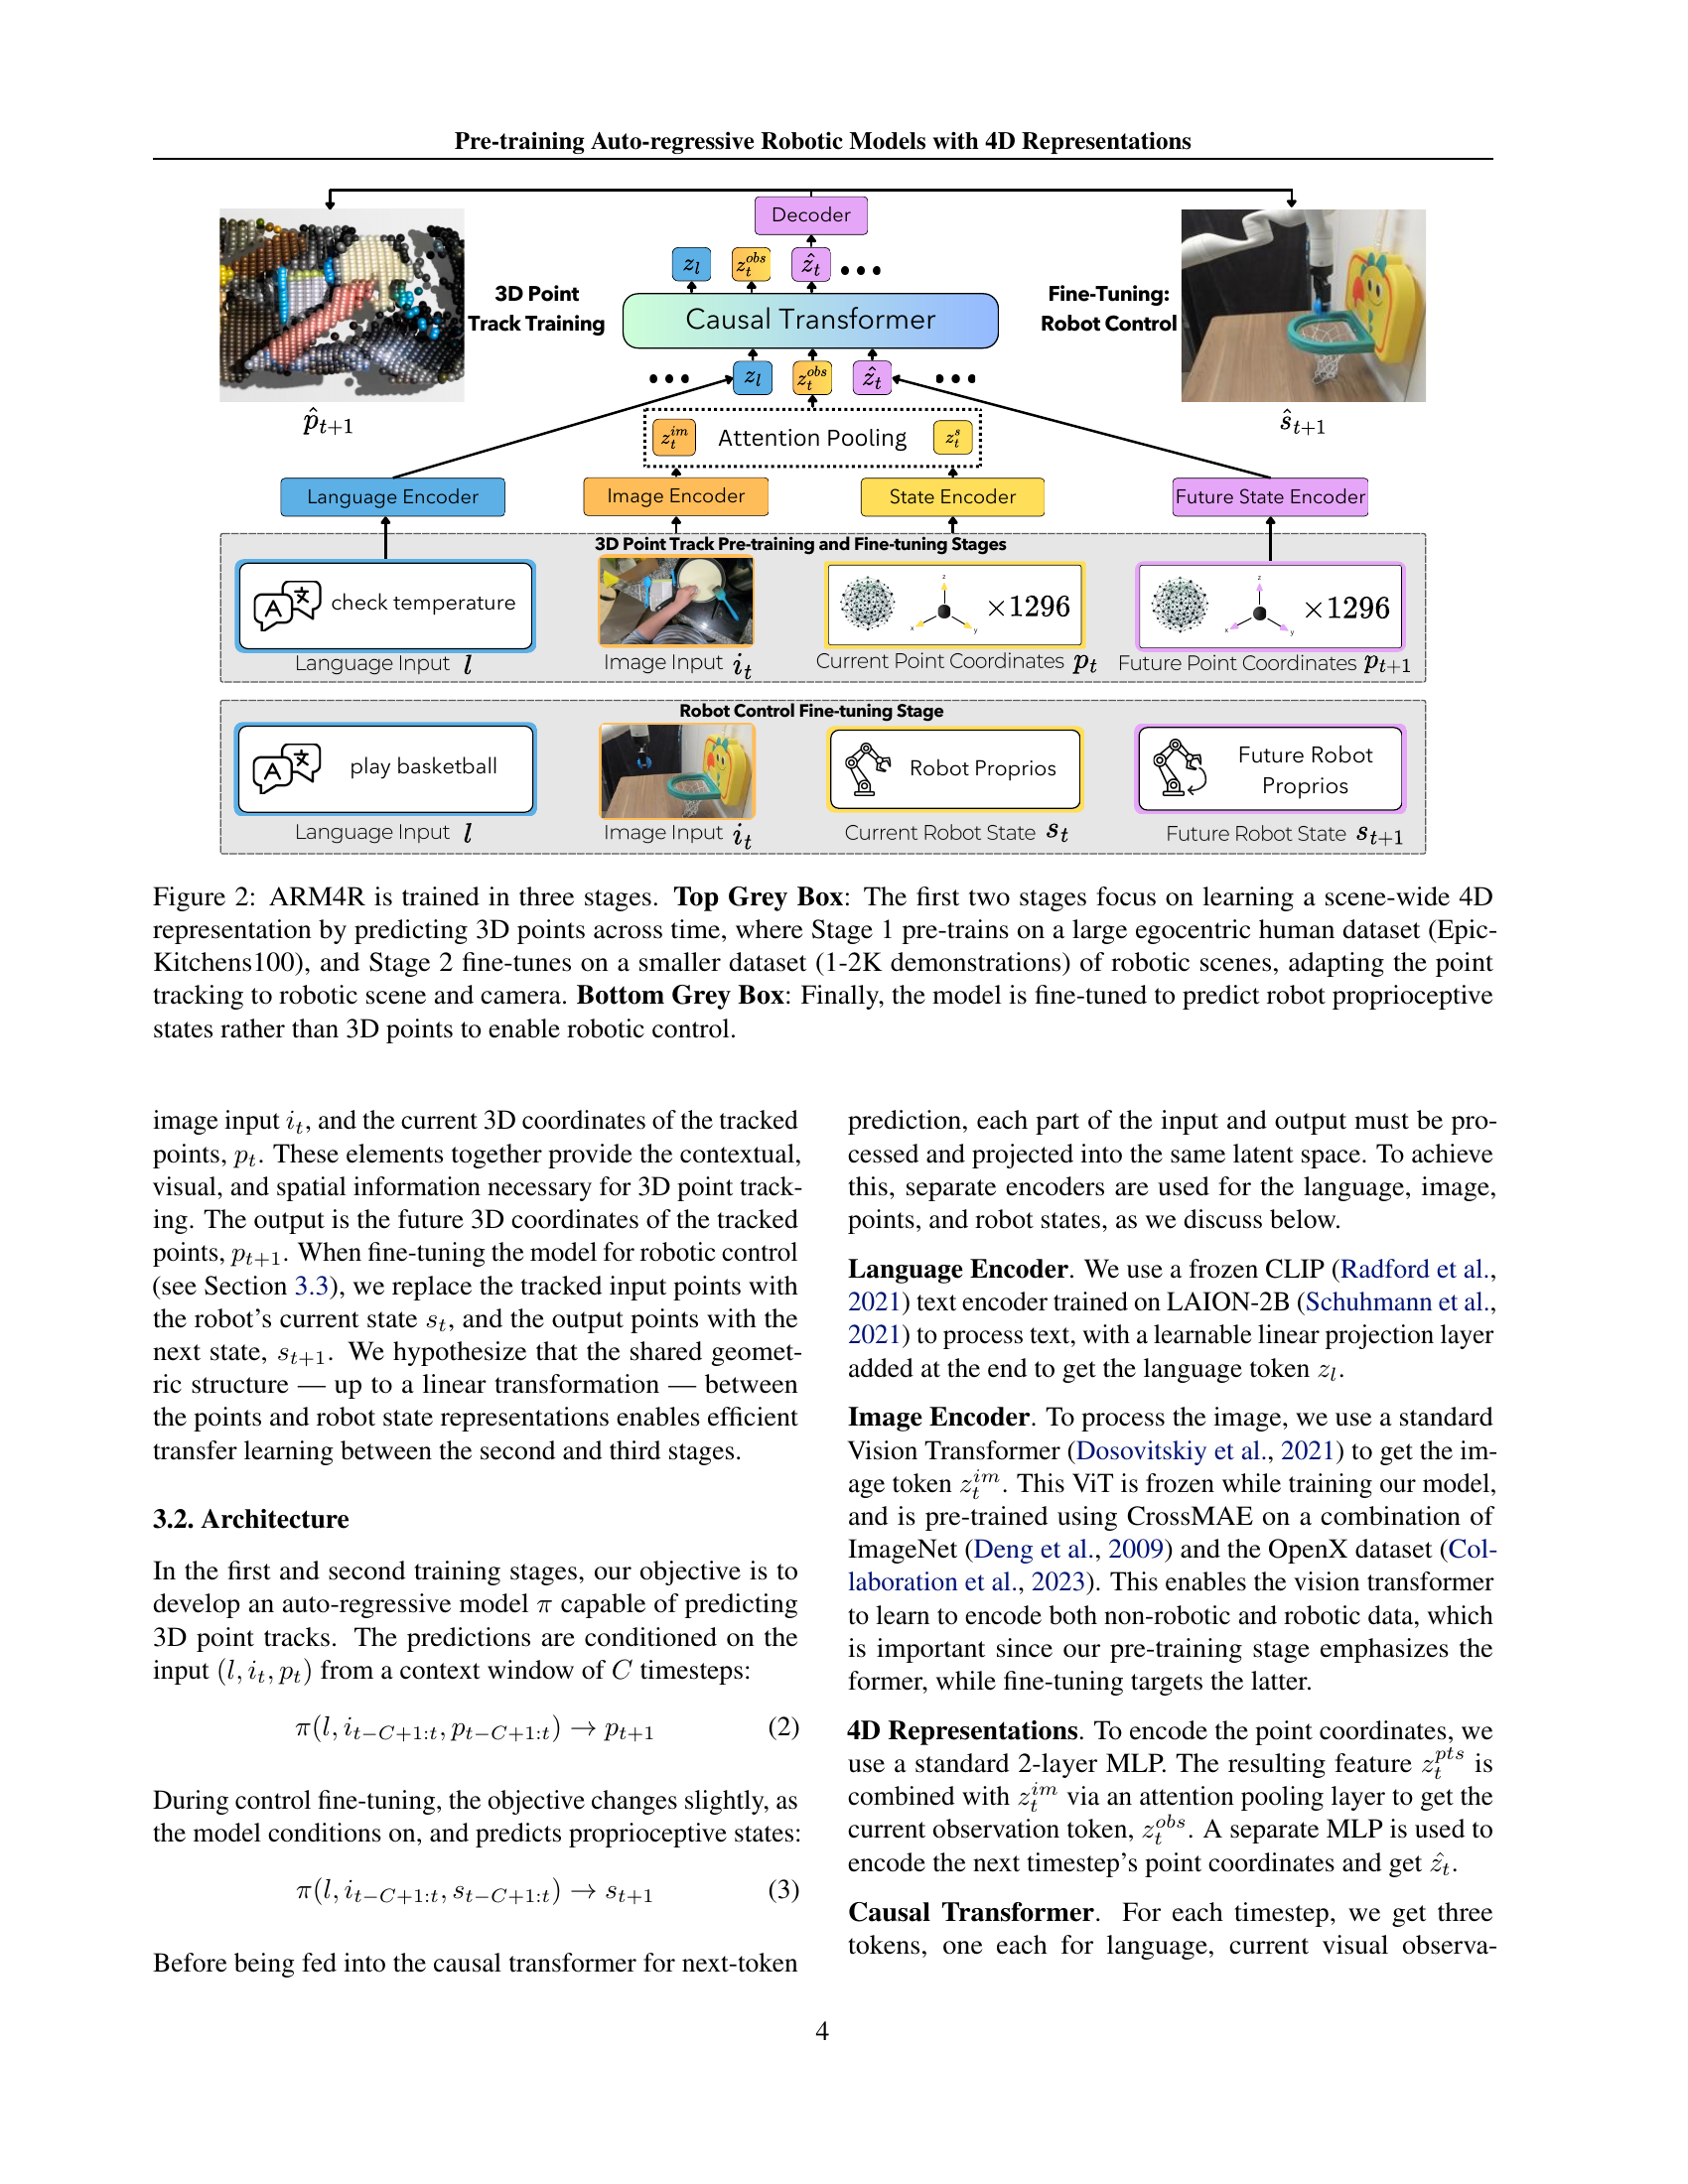 Pre-training Auto-regressive Robotic Models with 4D Representations
Decoder
z_l z_t^{obs} ẑ_t •••
3D Point
Track Training
Causal Transformer
Fine-Tuning:
Robot Control
••• z_l z_t^{obs} ẑ_t •••
p̂_{t+1}
ŝ_{t+1}
z_t^{im} Attention Pooling z_t^s
Language Encoder
Image Encoder
State Encoder
Future State Encoder
3D Point Track Pre-training and Fine-tuning Stages
A 文 check temperature
z x y ×1296
z x y ×1296
Language Input l
Image Input i_t
Current Point Coordinates p_t
Future Point Coordinates p_{t+1}
Robot Control Fine-tuning Stage
A 文 play basketball
Robot Proprios
Future Robot
Proprios
Language Input l
Image Input i_t
Current Robot State s_t
Future Robot State s_{t+1}
Figure 2: ARM4R is trained in three stages. Top Grey Box: The first two stages focus on learning a scene-wide 4D
representation by predicting 3D points across time, where Stage 1 pre-trains on a large egocentric human dataset (Epic-
Kitchens100), and Stage 2 fine-tunes on a smaller dataset (1-2K demonstrations) of robotic scenes, adapting the point
tracking to robotic scene and camera. Bottom Grey Box: Finally, the model is fine-tuned to predict robot proprioceptive
states rather than 3D points to enable robotic control.
image input i_t, and the current 3D coordinates of the tracked
points, p_t. These elements together provide the contextual,
visual, and spatial information necessary for 3D point track-
ing. The output is the future 3D coordinates of the tracked
points, p_{t+1}. When fine-tuning the model for robotic control
(see Section 3.3), we replace the tracked input points with
the robot's current state s_t, and the output points with the
next state, s_{t+1}. We hypothesize that the shared geomet-
ric structure — up to a linear transformation — between
the points and robot state representations enables efficient
transfer learning between the second and third stages.
3.2. Architecture
In the first and second training stages, our objective is to
develop an auto-regressive model π capable of predicting
3D point tracks. The predictions are conditioned on the
input (l, i_t, p_t) from a context window of C timesteps:
π(l, i_{t−C+1:t}, p_{t−C+1:t}) → p_{t+1} (2)
During control fine-tuning, the objective changes slightly, as
the model conditions on, and predicts proprioceptive states:
π(l, i_{t−C+1:t}, s_{t−C+1:t}) → s_{t+1} (3)
Before being fed into the causal transformer for next-token
prediction, each part of the input and output must be pro-
cessed and projected into the same latent space. To achieve
this, separate encoders are used for the language, image,
points, and robot states, as we discuss below.
Language Encoder. We use a frozen CLIP (Radford et al.,
2021) text encoder trained on LAION-2B (Schuhmann et al.,
2021) to process text, with a learnable linear projection layer
added at the end to get the language token z_l.
Image Encoder. To process the image, we use a standard
Vision Transformer (Dosovitskiy et al., 2021) to get the im-
age token z_t^{im}. This ViT is frozen while training our model,
and is pre-trained using CrossMAE on a combination of
ImageNet (Deng et al., 2009) and the OpenX dataset (Col-
laboration et al., 2023). This enables the vision transformer
to learn to encode both non-robotic and robotic data, which
is important since our pre-training stage emphasizes the
former, while fine-tuning targets the latter.
4D Representations. To encode the point coordinates, we
use a standard 2-layer MLP. The resulting feature z_t^{pts} is
combined with z_t^{im} via an attention pooling layer to get the
current observation token, z_t^{obs}. A separate MLP is used to
encode the next timestep's point coordinates and get ẑ_t.
Causal Transformer. For each timestep, we get three
tokens, one each for language, current visual observa-
4